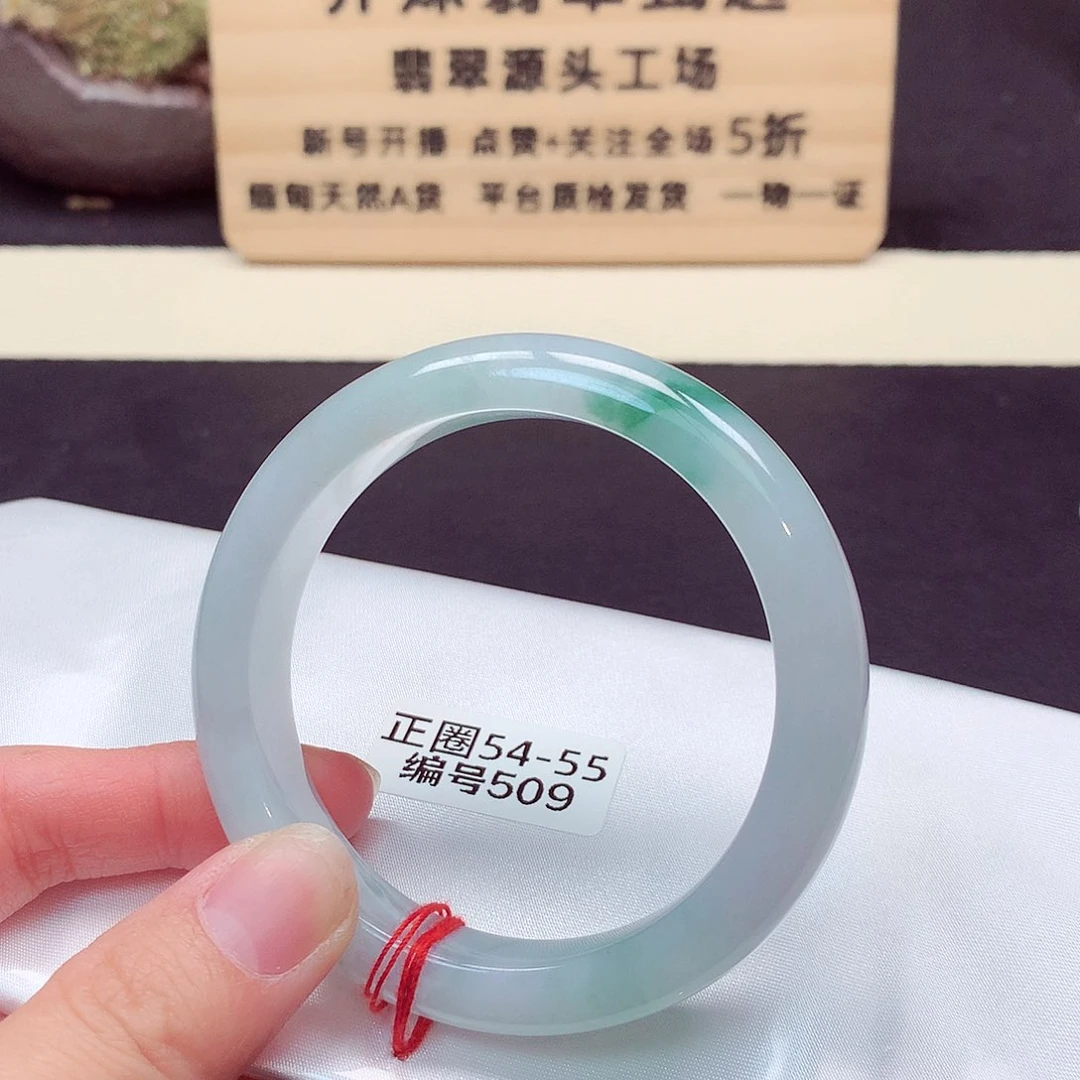 翡翠源头工场
新号开播 点赞+关注全场5折
缅甸天然A货 平台质检发货 一物一证
正圈54-55
编号509